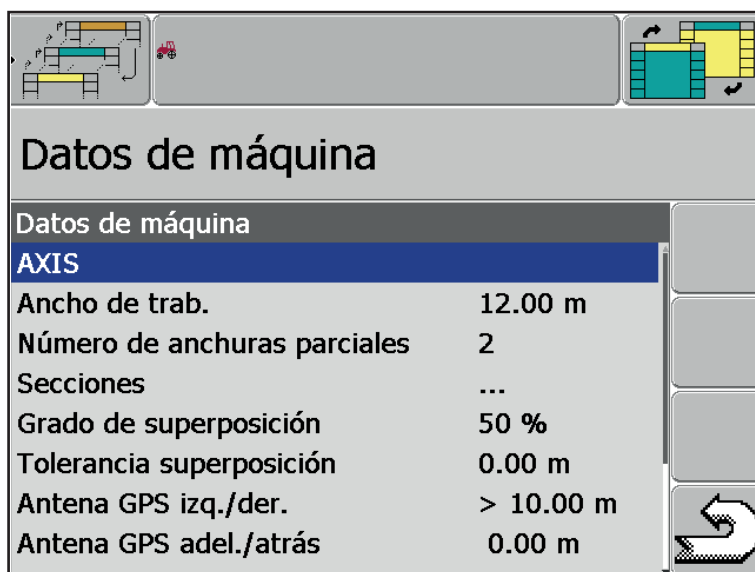 Datos de máquina
Datos de máquina
AXIS
Ancho de trab. 12.00 m
Número de anchuras parciales 2
Secciones ...
Grado de superposición 50 %
Tolerancia superposición 0.00 m
Antena GPS izq./der. > 10.00 m
Antena GPS adel./atrás 0.00 m